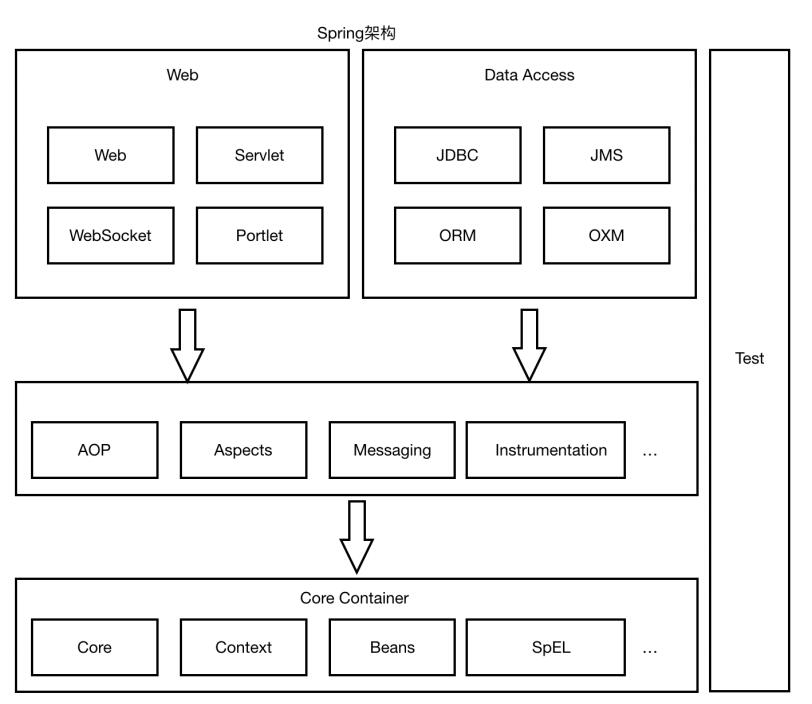 Spring架构
Web
Data Access
Web
Servlet
JDBC
JMS
WebSocket
Portlet
ORM
OXM
Test
AOP
Aspects
Messaging
Instrumentation
...
Core Container
Core
Context
Beans
SpEL
...